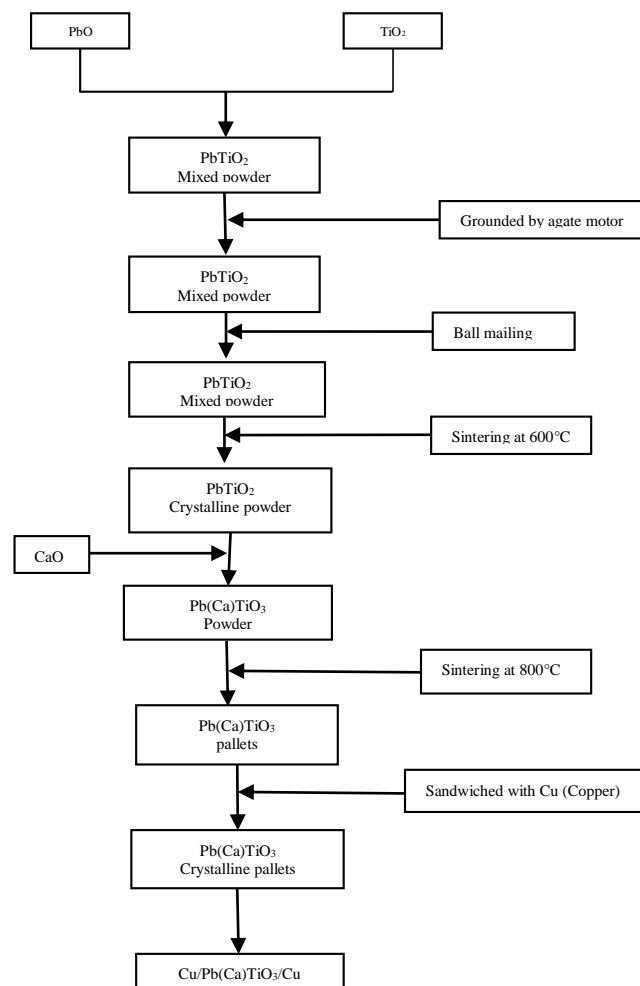 PbO
TiO₂
PbTiO₂
Mixed powder
Grounded by agate motor
PbTiO₂
Mixed powder
Ball mailing
PbTiO₂
Mixed powder
Sintering at 600°C
PbTiO₂
Crystalline powder
CaO
Pb(Ca)TiO₃
Powder
Sintering at 800°C
Pb(Ca)TiO₃
pallets
Sandwiched with Cu (Copper)
Pb(Ca)TiO₃
Crystalline pallets
Cu/Pb(Ca)TiO₃/Cu